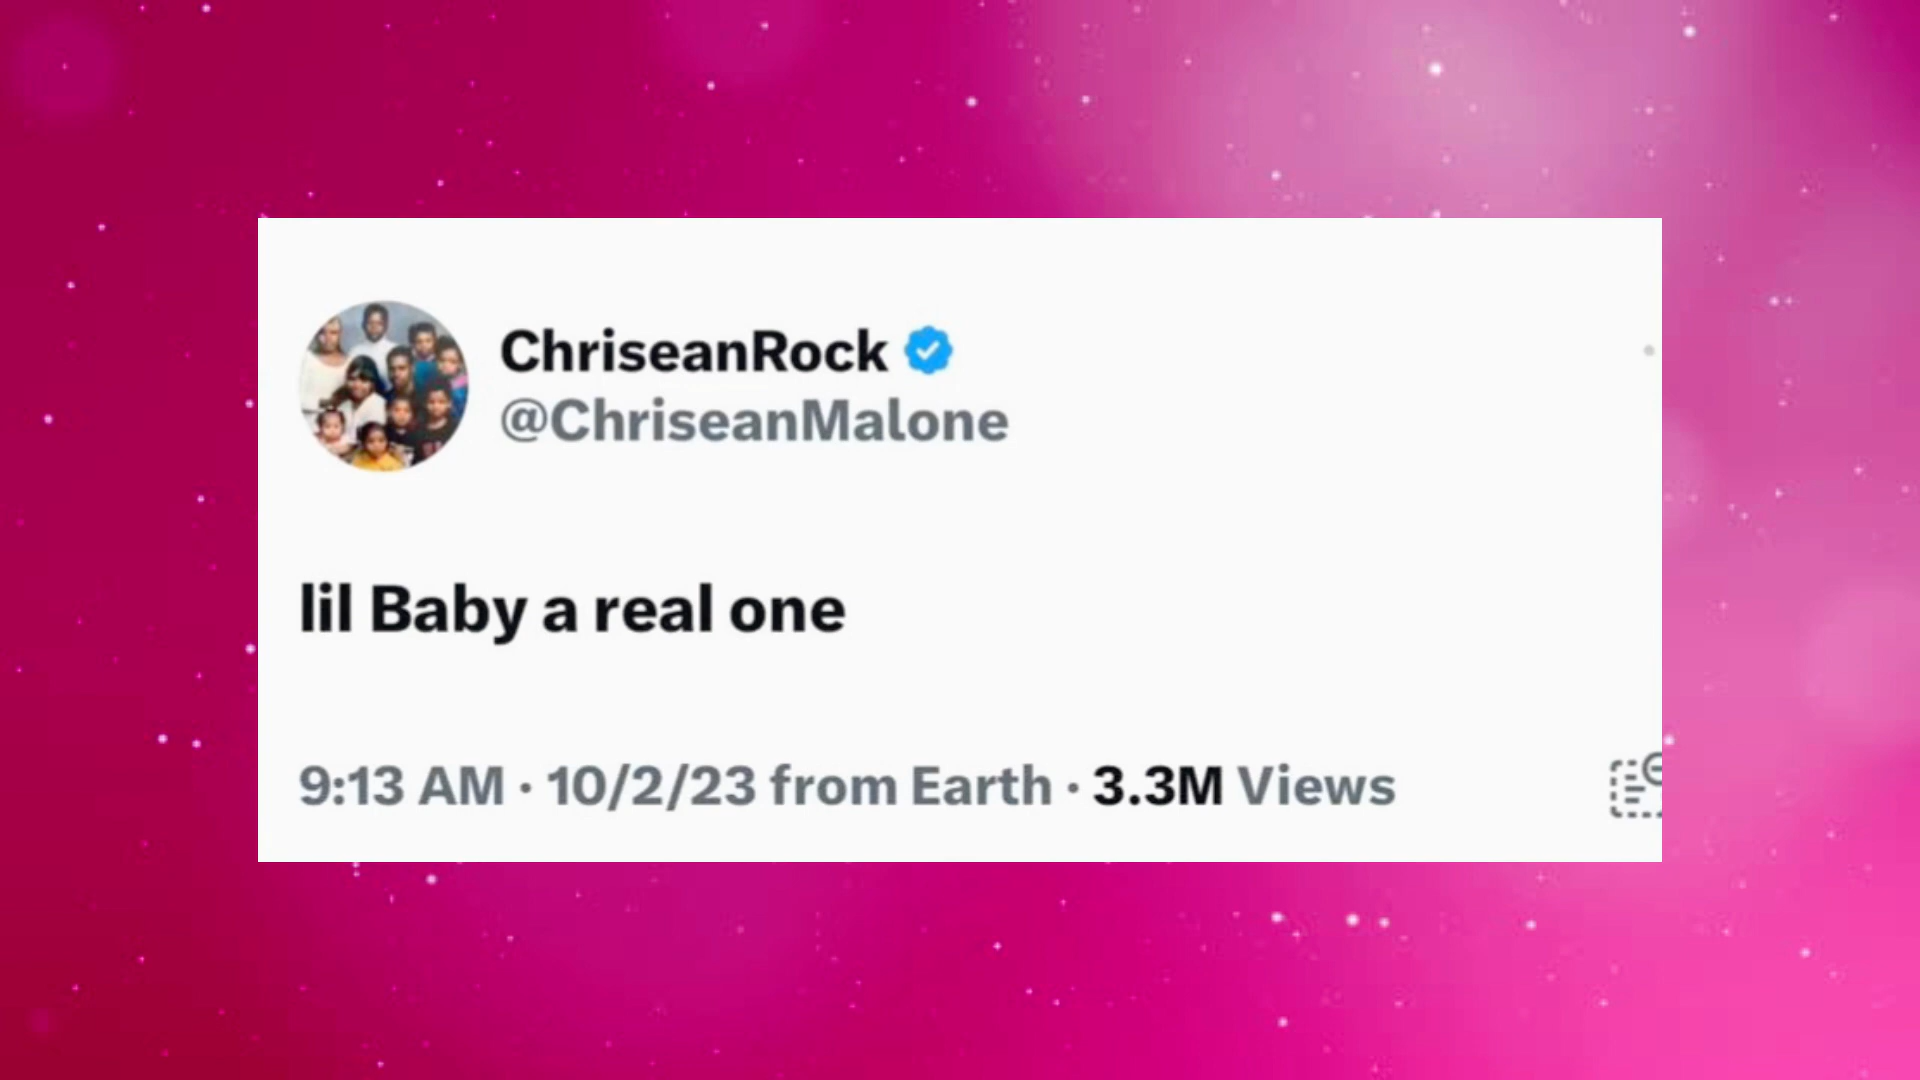 ChriseanRock
@ChriseanMalone
lil Baby a real one
9:13 AM · 10/2/23 from Earth · 3.3M Views